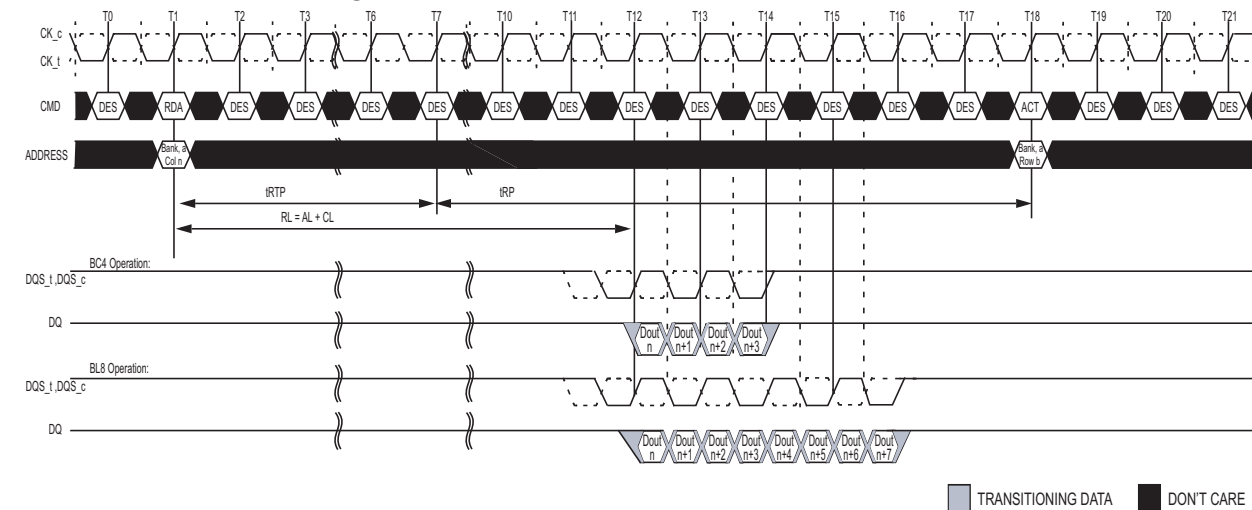 T0 T1 T2 T3 T6 T7 T10 T11 T12 T13 T14 T15 T16 T17 T18 T19 T20 T21
CK_c
CK_t
CMD DES RDA DES DES DES DES DES DES DES DES DES DES DES DES ACT DES DES DES
ADDRESS Bank, a Bank, a
Col n Row b
tRTP tRP
RL = AL + CL
BC4 Operation:
DQS_t ,DQS_c
DQ
Dout Dout Dout Dout
n n+1 n+2 n+3
BL8 Operation:
DQS_t ,DQS_c
DQ
Dout Dout Dout Dout Dout Dout Dout Dout
n n+1 n+2 n+3 n+4 n+5 n+6 n+7
TRANSITIONING DATA DON'T CARE